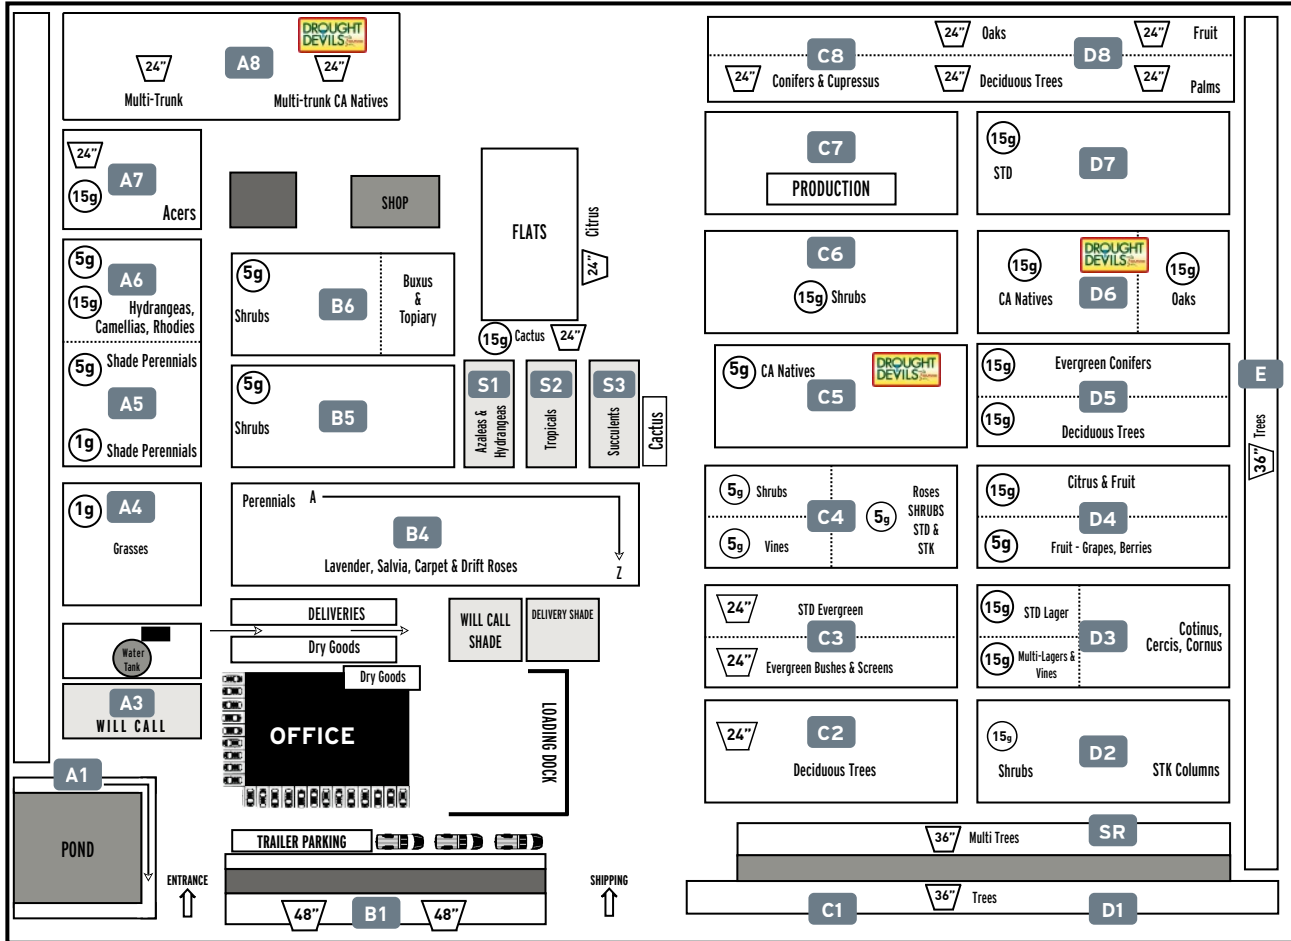 DROUGHT
DEVILS
A8
24"
24"
Multi-Trunk
Multi-trunk CA Natives
24"
A7
15g
Acers
SHOP
FLATS
Citrus
24"
5g
A6
15g
Hydrangeas,
Camellias, Rhodies
5g
Shade Perennials
A5
1g
Shade Perennials
5g
B6
Shrubs
Buxus
&
Topiary
15g
Cactus
24"
5g
B5
Shrubs
S1
Azaleas &
Hydrangeas
S2
Tropicals
S3
Succulents
Cactus
1g
A4
Grasses
Perennials
A
B4
Z
Lavender, Salvia, Carpet & Drift Roses
DELIVERIES
Dry Goods
Dry Goods
WILL CALL
SHADE
DELIVERY SHADE
Water
Tank
A3
WILL CALL
OFFICE
LOADING DOCK
A1
POND
TRAILER PARKING
ENTRANCE
SHIPPING
48"
B1
48"
24"
Oaks
24"
Fruit
C8
D8
24"
Conifers & Cupressus
24"
Deciduous Trees
24"
Palms
C7
PRODUCTION
15g
STD
D7
C6
15g
Shrubs
DROUGHT
DEVILS
15g
CA Natives
D6
15g
Oaks
5g
CA Natives
DROUGHT
DEVILS
C5
15g
Evergreen Conifers
D5
15g
Deciduous Trees
E
Trees
36"
5g
Shrubs
C4
5g
Vines
5g
Roses
SHRUBS
STD &
STK
15g
Citrus & Fruit
D4
5g
Fruit - Grapes, Berries
24"
STD Evergreen
C3
24"
Evergreen Bushes & Screens
15g
STD Lager
D3
15g
Multi-Lagers &
Vines
Cotinus,
Cercis, Cornus
24"
C2
Deciduous Trees
15g
Shrubs
D2
STK Columns
36"
Multi Trees
SR
36"
Trees
C1
D1